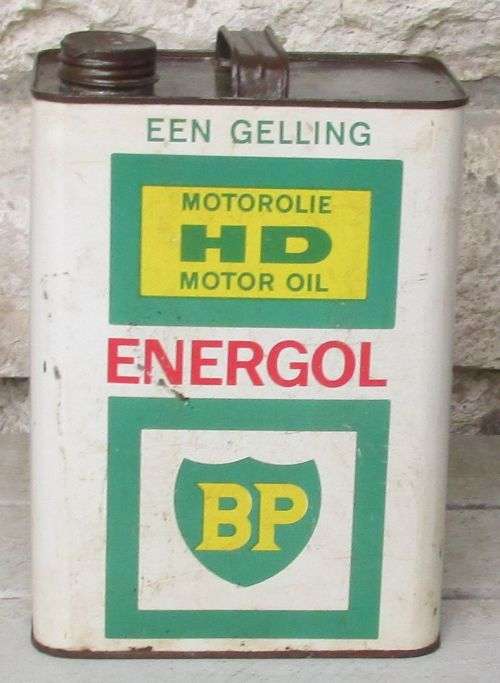 EEN GELLING
MOTOROLIE
HD
MOTOR OIL
ENERGOL
BP